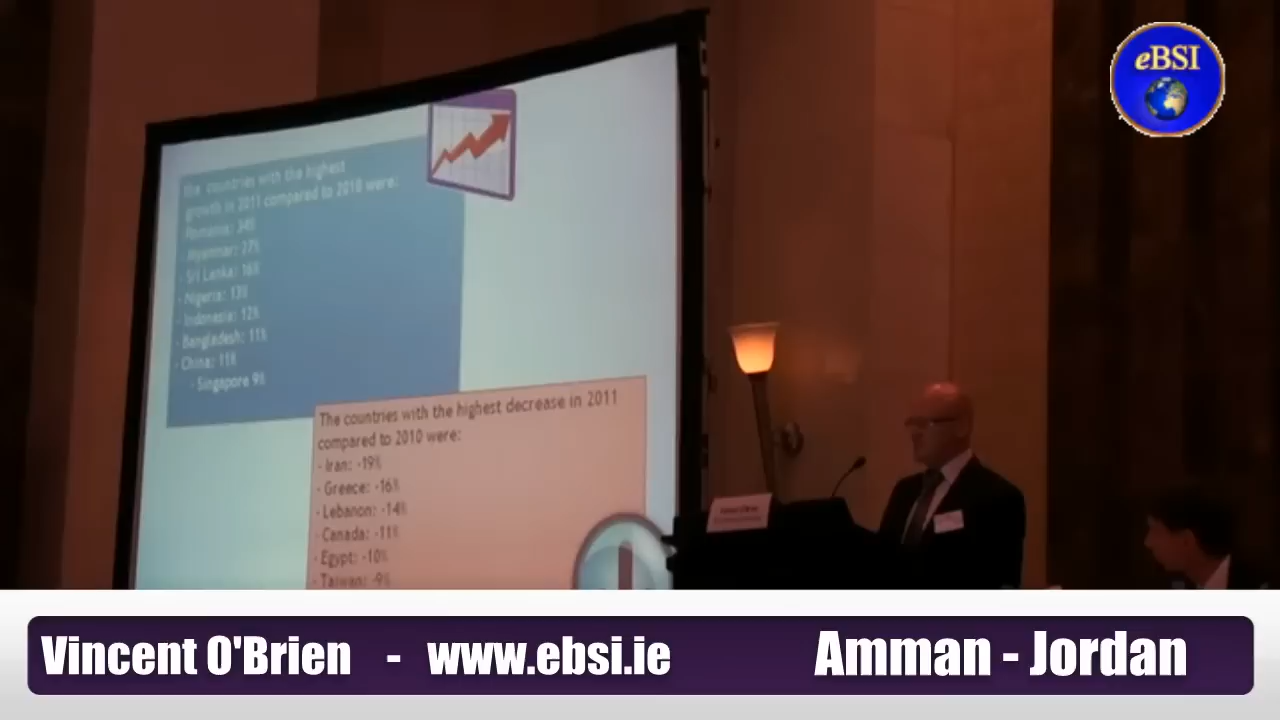 eBSI
The countries with the highest
growth in 2011 compared to 2010 were:
Romania: 34%
Myanmar: 27%
- Sri Lanka: 16%
- Nigeria: 13%
- Indonesia: 12%
- Bangladesh: 11%
- China: 11%
- Singapore 9%
The countries with the highest decrease in 2011
compared to 2010 were:
- Iran: -19%
- Greece: -16%
- Lebanon: -14%
- Canada: -11%
- Egypt: -10%
- Taiwan: -9%
Vincent O'Brien - www.ebsi.ie Amman - Jordan